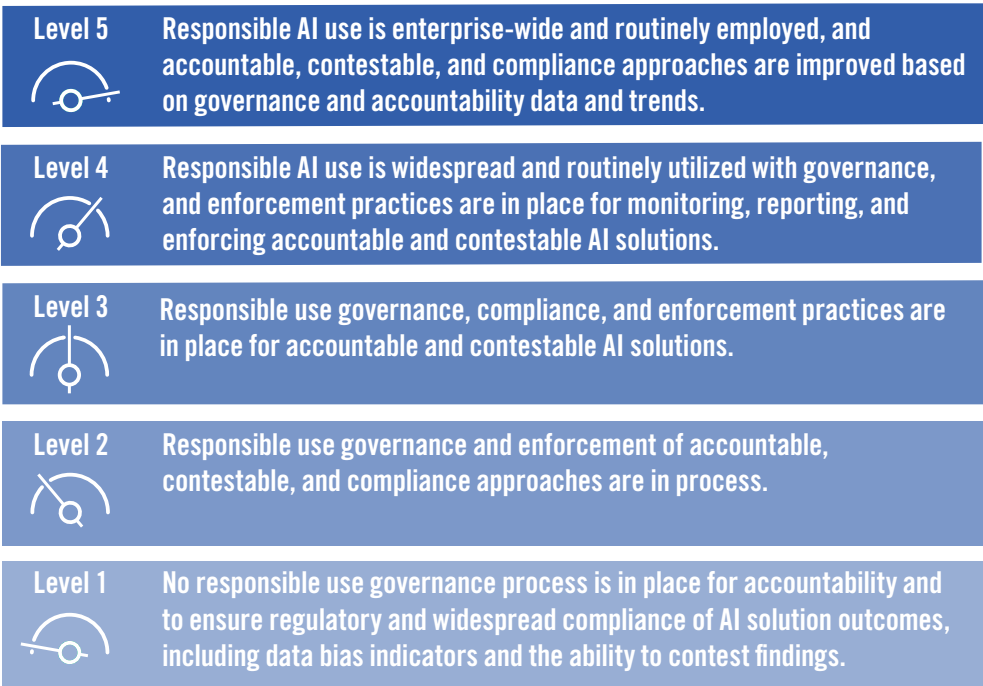 Level 5
Responsible AI use is enterprise-wide and routinely employed, and
accountable, contestable, and compliance approaches are improved based
on governance and accountability data and trends.
Level 4
Responsible AI use is widespread and routinely utilized with governance,
and enforcement practices are in place for monitoring, reporting, and
enforcing accountable and contestable AI solutions.
Level 3
Responsible use governance, compliance, and enforcement practices are
in place for accountable and contestable AI solutions.
Level 2
Responsible use governance and enforcement of accountable,
contestable, and compliance approaches are in process.
Level 1
No responsible use governance process is in place for accountability and
to ensure regulatory and widespread compliance of AI solution outcomes,
including data bias indicators and the ability to contest findings.